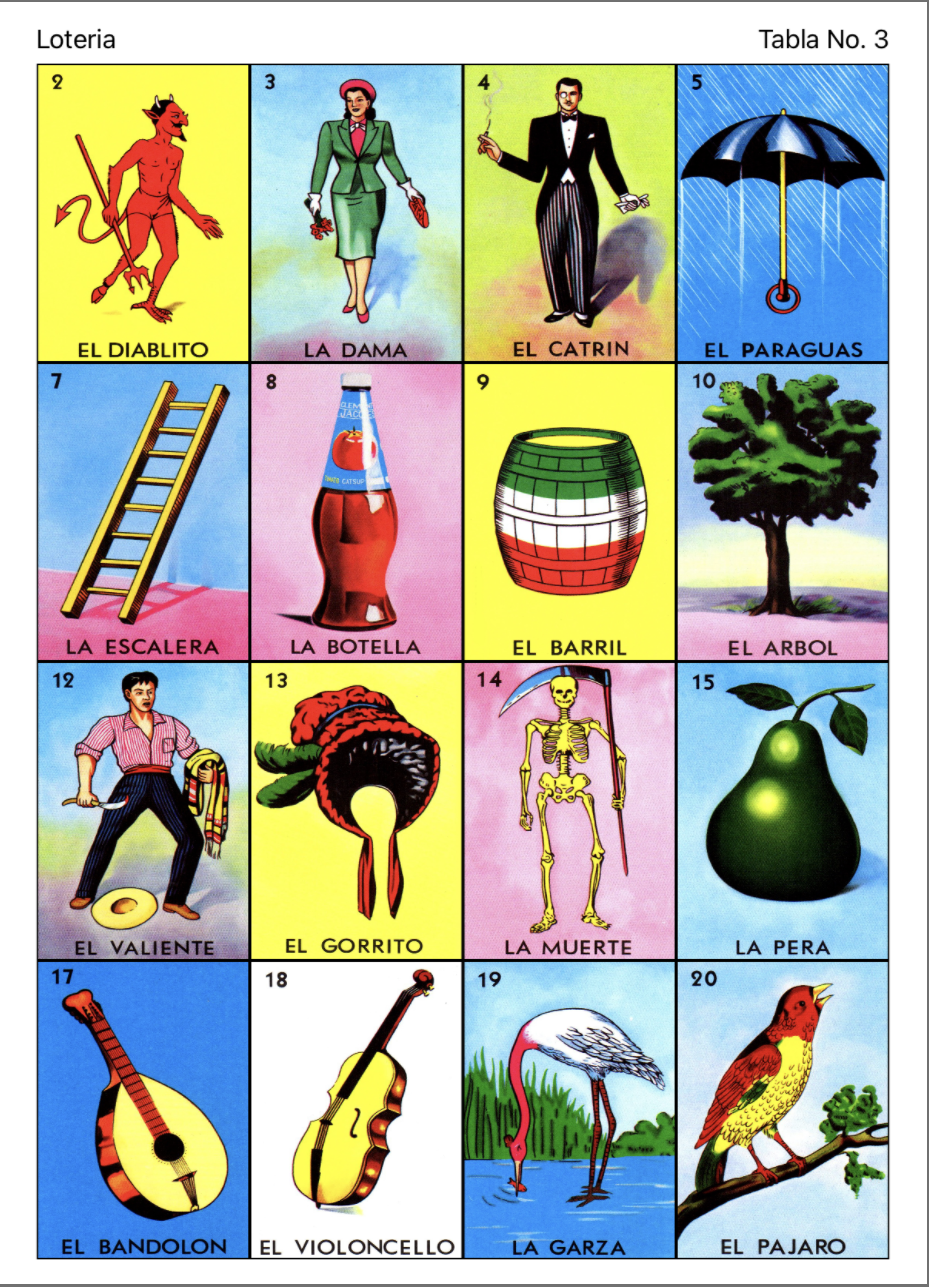 Loteria Tabla No. 3
2 3 4 5
EL DIABLITO LA DAMA EL CATRIN EL PARAGUAS
7 8 9 10
CLEMENTE
JACQUES
CATSUP
LA ESCALERA LA BOTELLA EL BARRIL EL ARBOL
12 13 14 15
EL VALIENTE EL GORRITO LA MUERTE LA PERA
17 18 19 20
EL BANDOLON EL VIOLONCELLO LA GARZA EL PAJARO